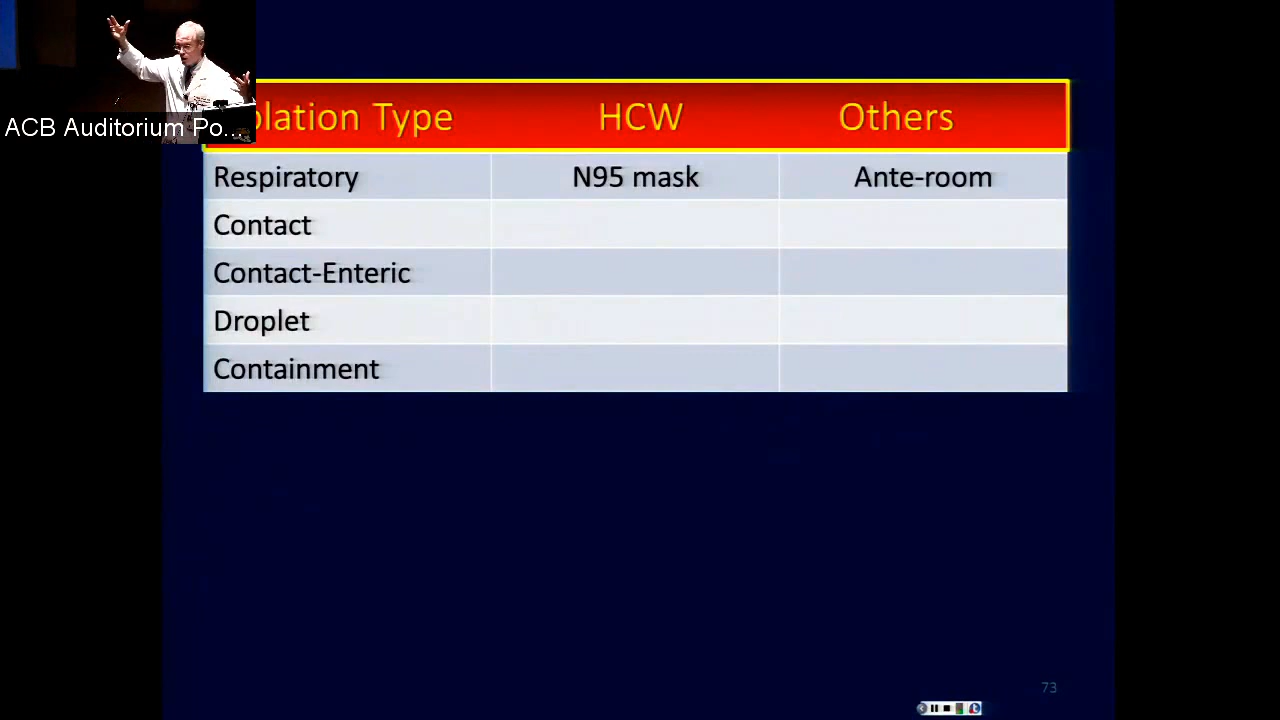 ACB Auditorium Po...
olation Type HCW Others
Respiratory N95 mask Ante-room
Contact
Contact-Enteric
Droplet
Containment
73